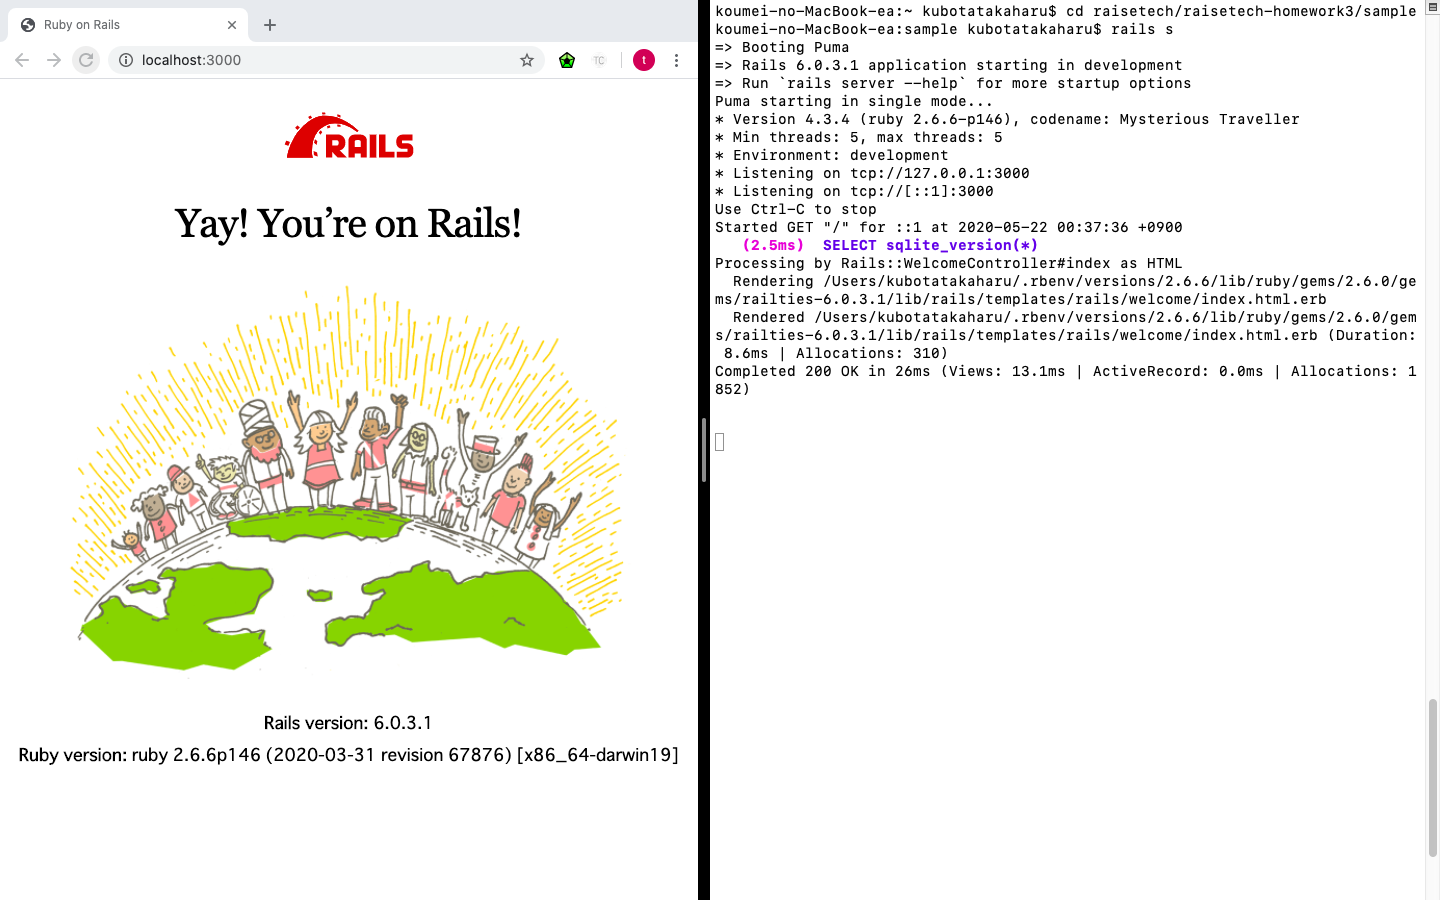 Ruby on Rails
localhost:3000
TC
t
RAILS
Yay! You’re on Rails!
Rails version: 6.0.3.1
Ruby version: ruby 2.6.6p146 (2020-03-31 revision 67876) [x86_64-darwin19]
koumei-no-MacBook-ea:~ kubotatakaharu$ cd raisetech/raisetech-homework3/sample
koumei-no-MacBook-ea:sample kubotatakaharu$ rails s
=> Booting Puma
=> Rails 6.0.3.1 application starting in development
=> Run `rails server --help` for more startup options
Puma starting in single mode...
* Version 4.3.4 (ruby 2.6.6-p146), codename: Mysterious Traveller
* Min threads: 5, max threads: 5
* Environment: development
* Listening on tcp://127.0.0.1:3000
* Listening on tcp://[::1]:3000
Use Ctrl-C to stop
Started GET "/" for ::1 at 2020-05-22 00:37:36 +0900
(2.5ms)  SELECT sqlite_version(*)
Processing by Rails::WelcomeController#index as HTML
Rendering /Users/kubotatakaharu/.rbenv/versions/2.6.6/lib/ruby/gems/2.6.0/ge
ms/railties-6.0.3.1/lib/rails/templates/rails/welcome/index.html.erb
Rendered /Users/kubotatakaharu/.rbenv/versions/2.6.6/lib/ruby/gems/2.6.0/gem
s/railties-6.0.3.1/lib/rails/templates/rails/welcome/index.html.erb (Duration:
8.6ms | Allocations: 310)
Completed 200 OK in 26ms (Views: 13.1ms | ActiveRecord: 0.0ms | Allocations: 1
852)